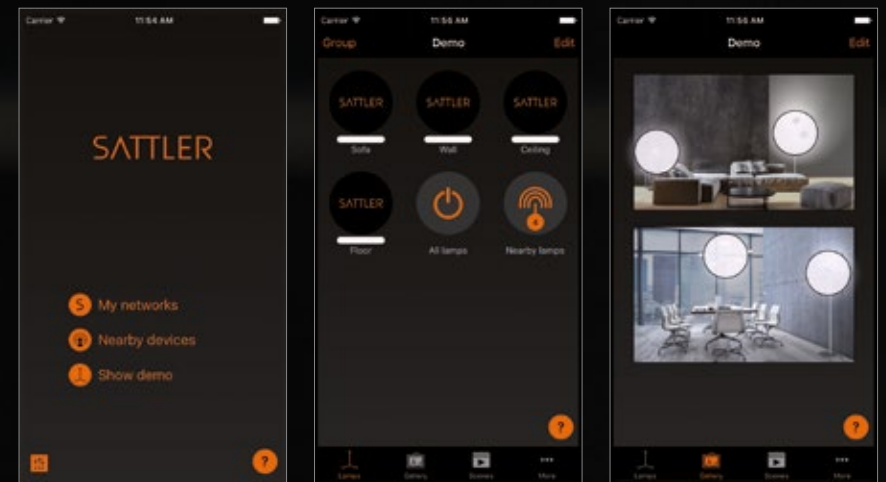 Carrier 11:54 AM
SATTLER
My networks
Nearby devices
Show demo
?
Carrier 11:56 AM
Group Demo Edit
SATTLER SATTLER SATTLER
Sofa Wall Ceiling
SATTLER
Floor All lamps Nearby lamps
?
Lamps Gallery Scenes More
Carrier 11:56 AM
Demo Edit
?
Lamps Gallery Scenes More